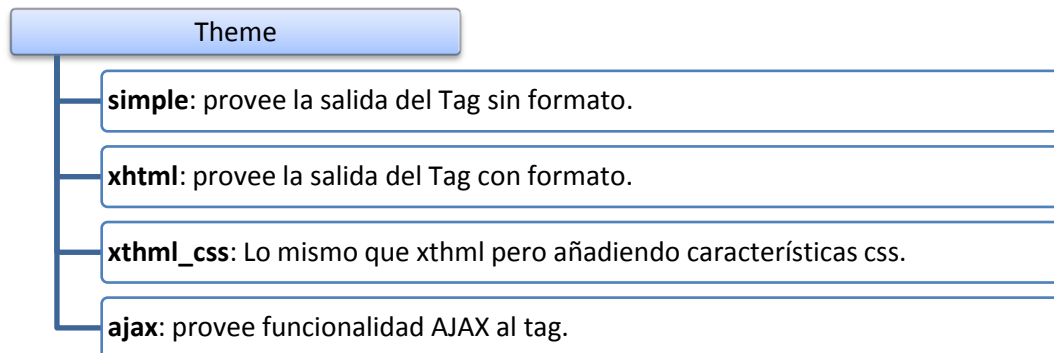 Theme
simple: provee la salida del Tag sin formato.
xhtml: provee la salida del Tag con formato.
xthml_css: Lo mismo que xthml pero añadiendo características css.
ajax: provee funcionalidad AJAX al tag.